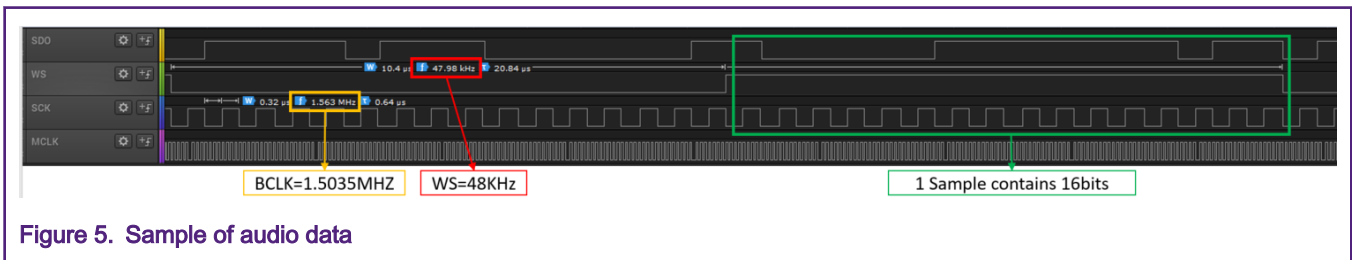 SDO
WS
W 10.4 µs f 47.98 kHz T 20.84 µs
SCK
W 0.32 µs f 1.563 MHz T 0.64 µs
MCLK
BCLK=1.5035MHZ WS=48KHz 1 Sample contains 16bits
Figure 5. Sample of audio data